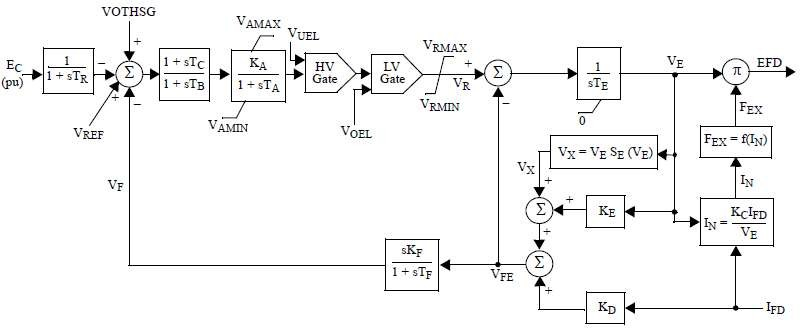 VOTHSG
VAMAX
VUEL
VRMAX
VE
EFD
EC
(pu)
1
1 + sTR
1 + sTC
1 + sTB
KA
1 + sTA
HV
Gate
LV
Gate
VR
1
sTE
0
π
Σ
Σ
VREF
VAMIN
VOEL
VRMIN
FEX
FEX = f(IN)
VX = VE SE (VE)
VX
IN
VF
Σ
KE
IN = KCIFD
VE
sKF
1 + sTF
VFE
Σ
KD
IFD
+
−
+
−
+
−
+
+
+
+